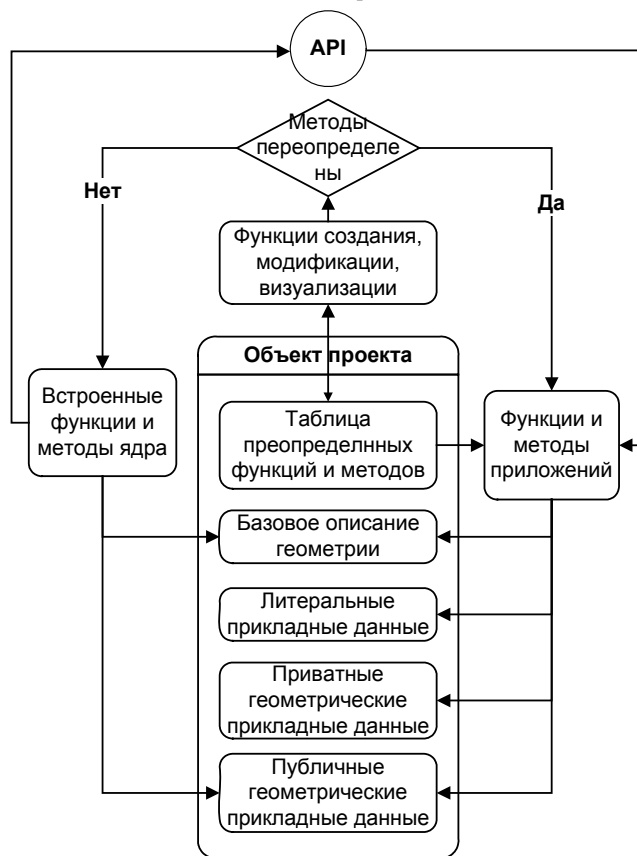 API
Методы
переопределе
ны
Нет
Да
Функции создания,
модификации,
визуализации
Объект проекта
Встроенные
функции и
методы ядра
Таблица
преопределнных
функций и методов
Функции и
методы
приложений
Базовое описание
геометрии
Литеральные
прикладные данные
Приватные
геометрические
прикладные данные
Публичные
геометрические
прикладные данные